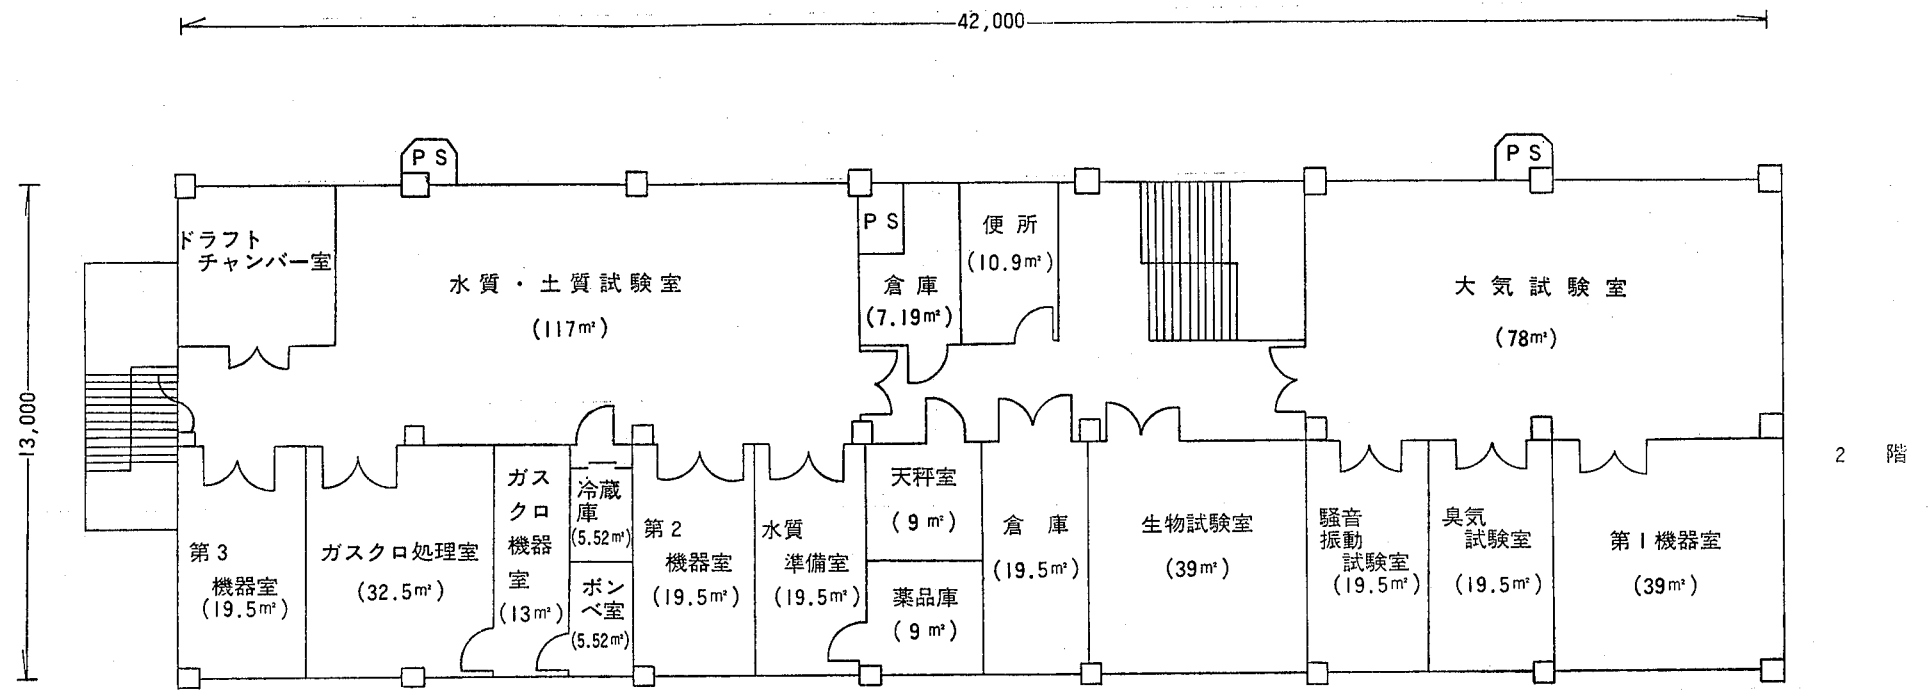 42,000
P S
P S
13,000
ドラフト
チャンバー室
水質・土質試験室
(117㎡)
P S
倉庫
(7.19㎡)
便所
(10.9㎡)
大気試験室
(78㎡)
2階
第3
機器室
(19.5㎡)
ガスクロ処理室
(32.5㎡)
ガス
クロ
機器
室
(13㎡)
冷蔵
庫
(5.52㎡)
ボン
ベ室
(5.52㎡)
第2
機器室
(19.5㎡)
水質
準備室
(19.5㎡)
天秤室
(9㎡)
薬品庫
(9㎡)
倉庫
(19.5㎡)
生物試験室
(39㎡)
騒音
振動
試験室
(19.5㎡)
臭気
試験室
(19.5㎡)
第1機器室
(39㎡)